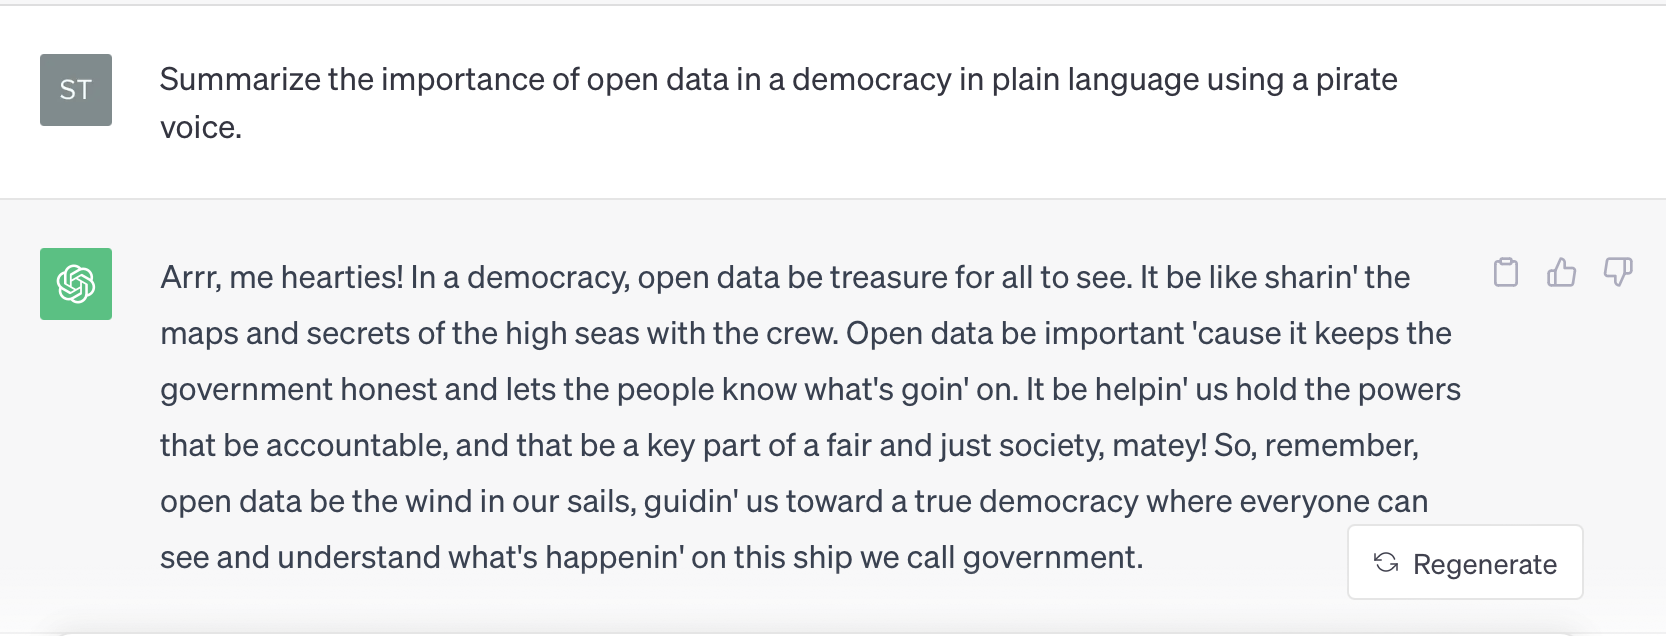 ST
Summarize the importance of open data in a democracy in plain language using a pirate
voice.
Arrr, me hearties! In a democracy, open data be treasure for all to see. It be like sharin' the
maps and secrets of the high seas with the crew. Open data be important 'cause it keeps the
government honest and lets the people know what's goin' on. It be helpin' us hold the powers
that be accountable, and that be a key part of a fair and just society, matey! So, remember,
open data be the wind in our sails, guidin' us toward a true democracy where everyone can
see and understand what's happenin' on this ship we call government.
Regenerate